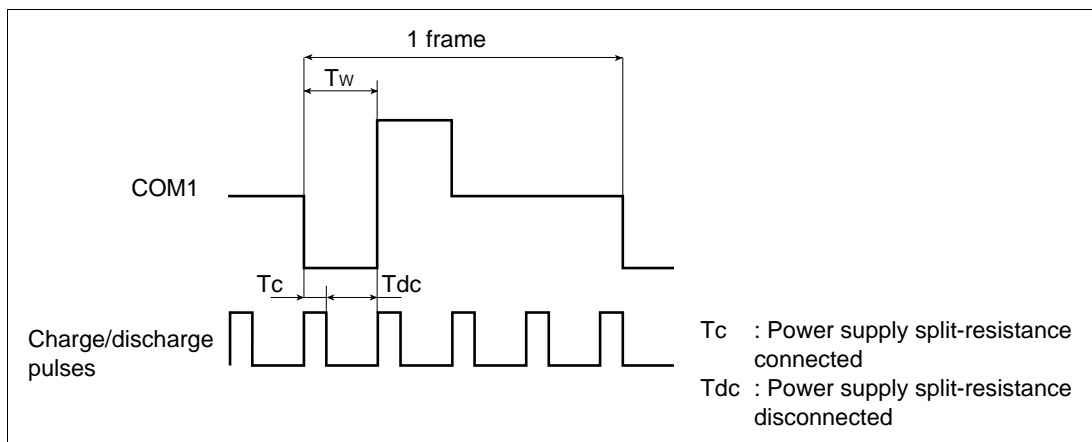 1 frame
Tw
COM1
Tc
Tdc
Charge/discharge
pulses
Tc : Power supply split-resistance
connected
Tdc : Power supply split-resistance
disconnected